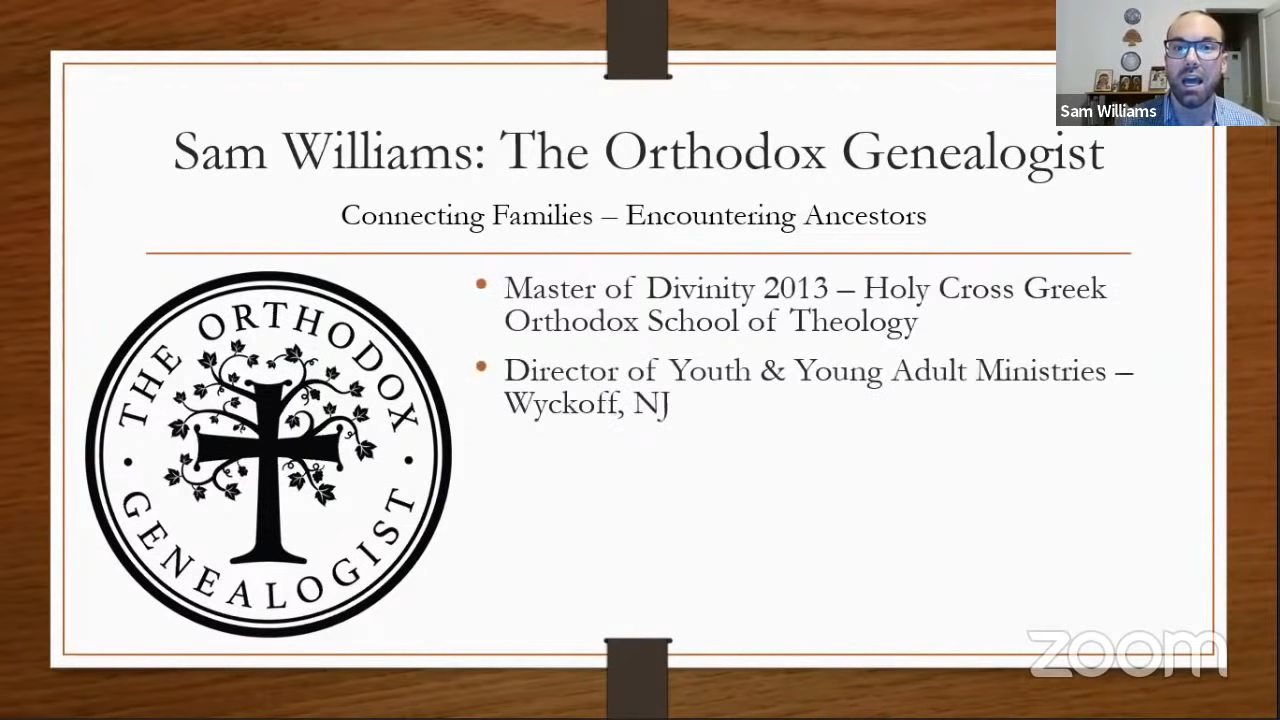 Sam Williams
Sam Williams: The Orthodox Genealogist
Connecting Families – Encountering Ancestors
• Master of Divinity 2013 – Holy Cross Greek
Orthodox School of Theology
• Director of Youth & Young Adult Ministries –
Wyckoff, NJ
THE ORTHODOX
GENEALOGIST
zoom